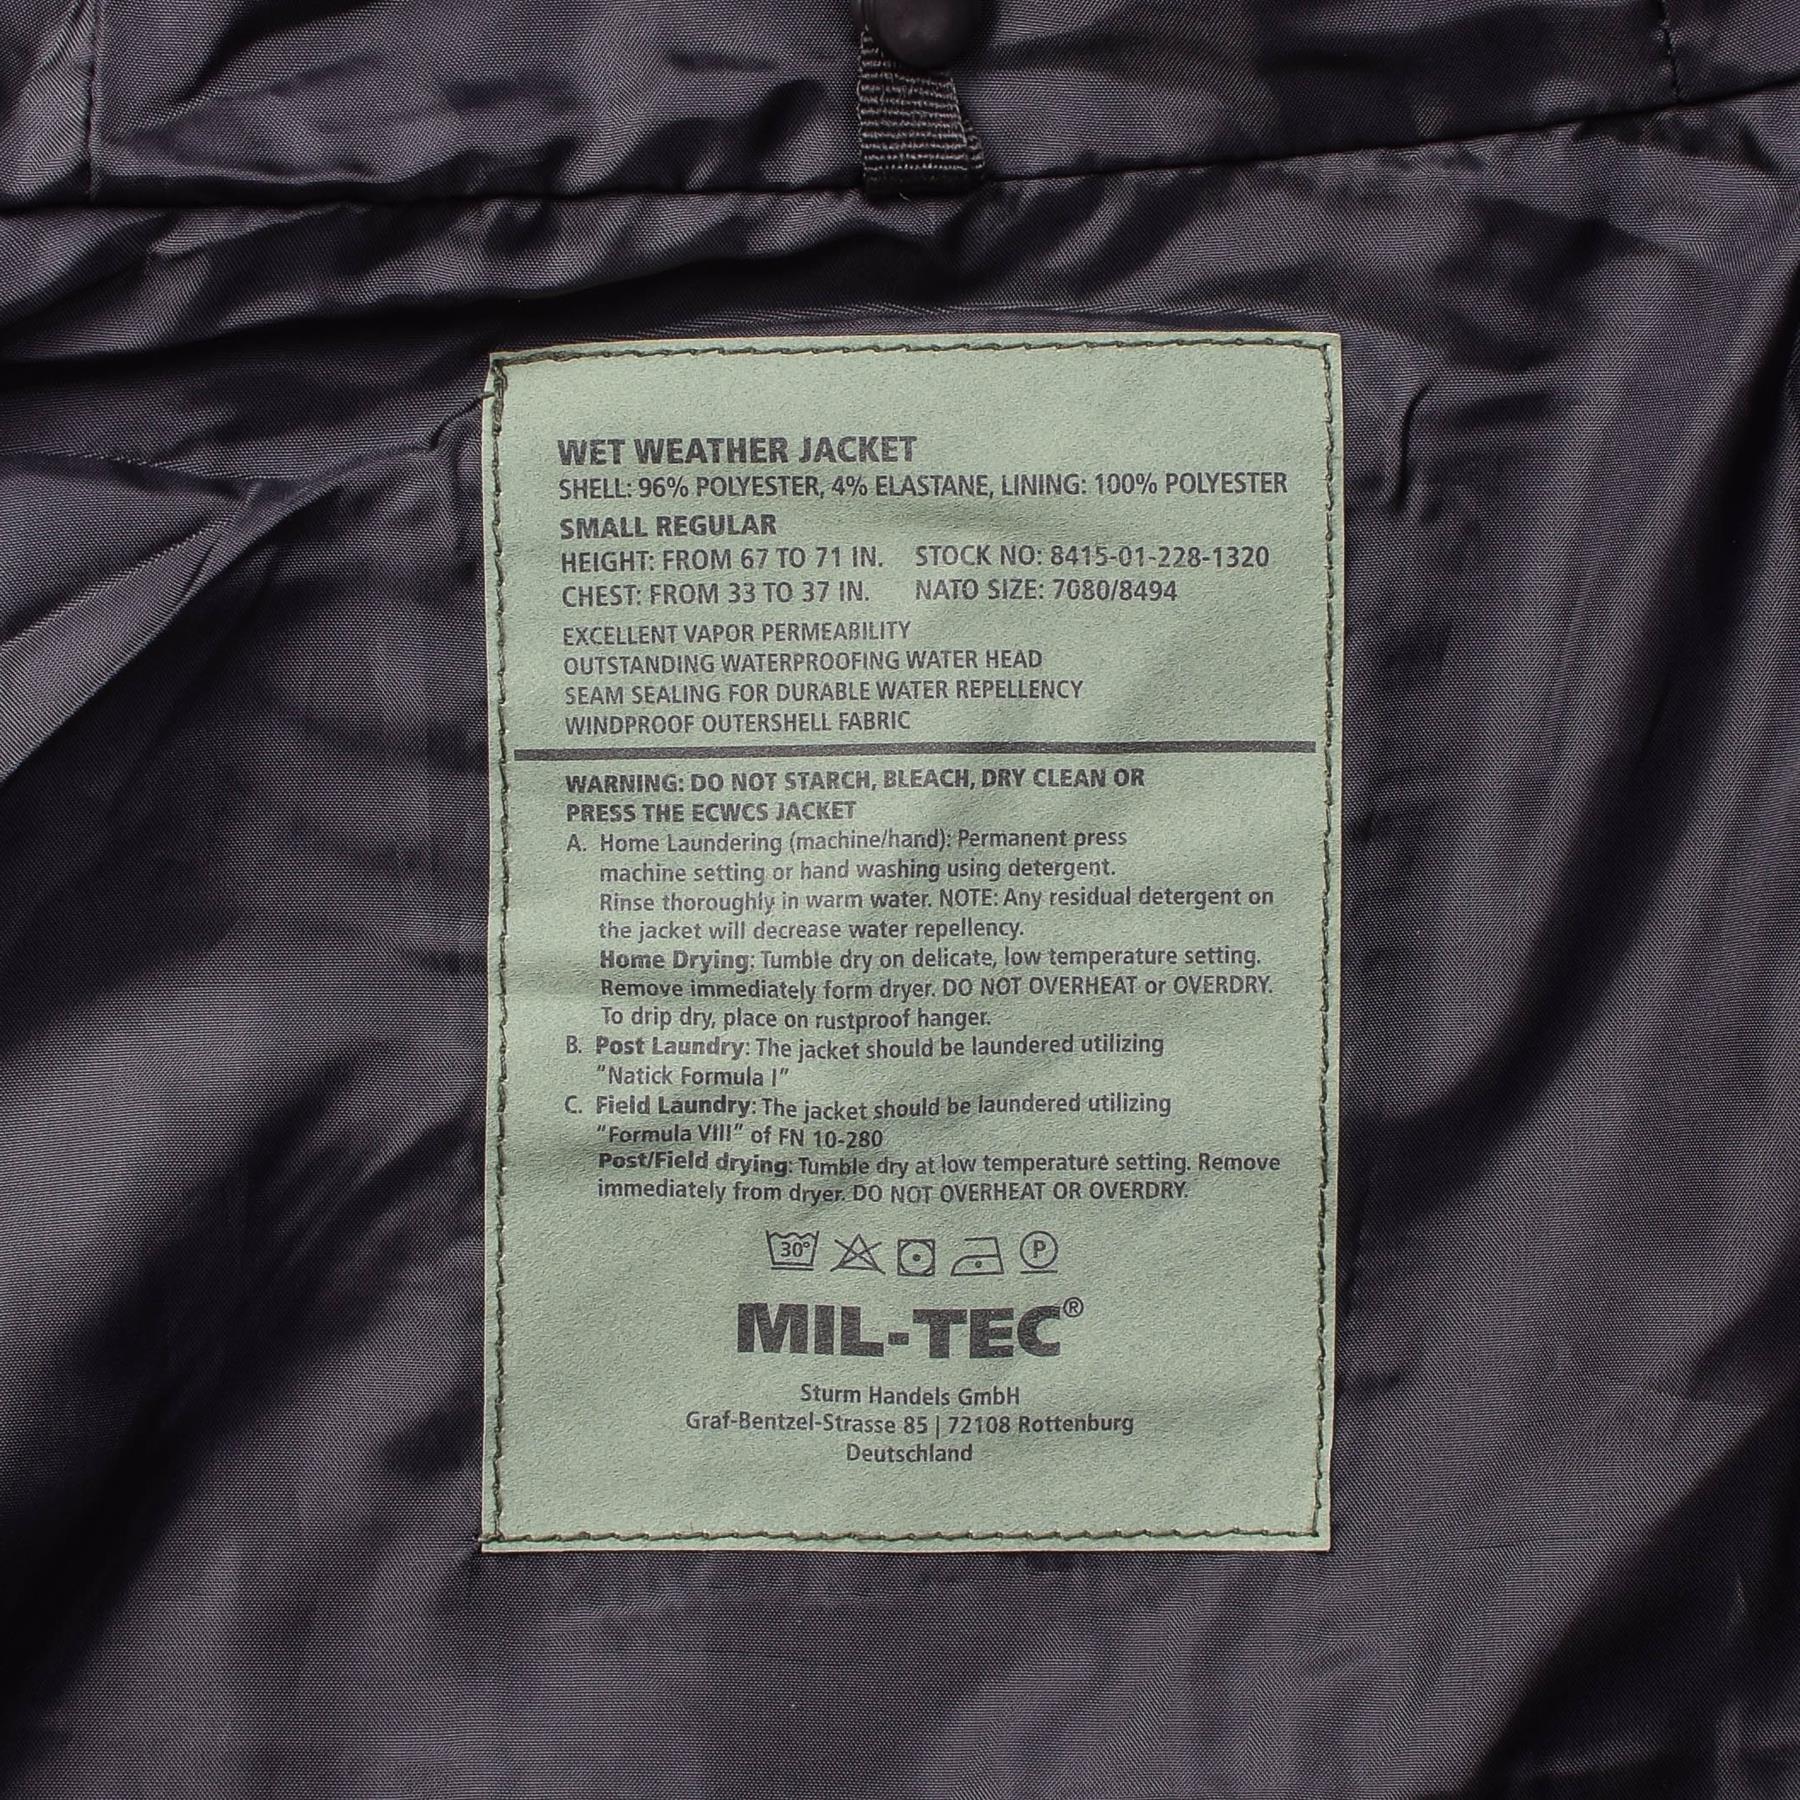 WET WEATHER JACKET
SHELL: 96% POLYESTER, 4% ELASTANE, LINING: 100% POLYESTER
SMALL REGULAR
HEIGHT: FROM 67 TO 71 IN. STOCK NO: 8415-01-228-1320
CHEST: FROM 33 TO 37 IN. NATO SIZE: 7080/8494
EXCELLENT VAPOR PERMEABILITY
OUTSTANDING WATERPROOFING WATER HEAD
SEAM SEALING FOR DURABLE WATER REPELLENCY
WINDPROOF OUTERSHELL FABRIC
WARNING: DO NOT STARCH, BLEACH, DRY CLEAN OR
PRESS THE ECWCS JACKET
A. Home Laundering (machine/hand): Permanent press
machine setting or hand washing using detergent.
Rinse thoroughly in warm water. NOTE: Any residual detergent on
the jacket will decrease water repellency.
Home Drying: Tumble dry on delicate, low temperature setting.
Remove immediately form dryer. DO NOT OVERHEAT or OVERDRY.
To drip dry, place on rustproof hanger.
B. Post Laundry: The jacket should be laundered utilizing
"Natick Formula I"
C. Field Laundry: The jacket should be laundered utilizing
"Formula VIII" of FN 10-280
Post/Field drying: Tumble dry at low temperature setting. Remove
immediately from dryer. DO NOT OVERHEAT OR OVERDRY.
30° P
MIL-TEC®
Sturm Handels GmbH
Graf-Bentzel-Strasse 85 | 72108 Rottenburg
Deutschland